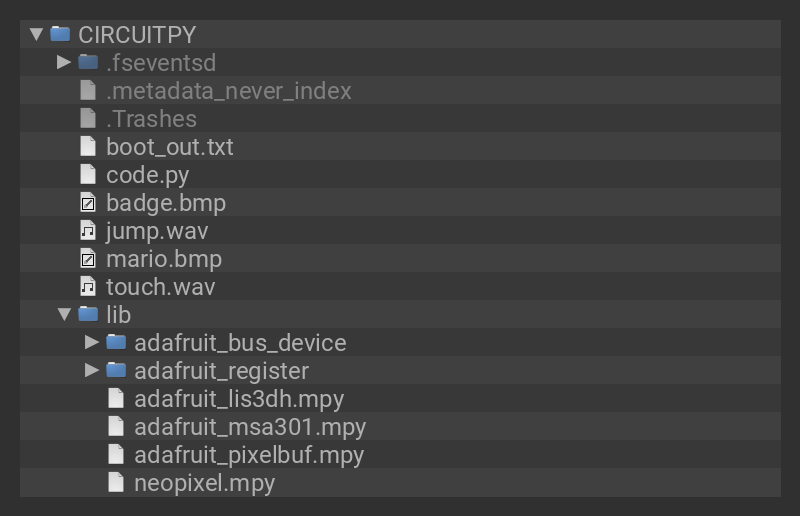 CIRCUITPY
.fseventsd
.metadata_never_index
.Trashes
boot_out.txt
code.py
badge.bmp
jump.wav
mario.bmp
touch.wav
lib
adafruit_bus_device
adafruit_register
adafruit_lis3dh.mpy
adafruit_msa301.mpy
adafruit_pixelbuf.mpy
neopixel.mpy